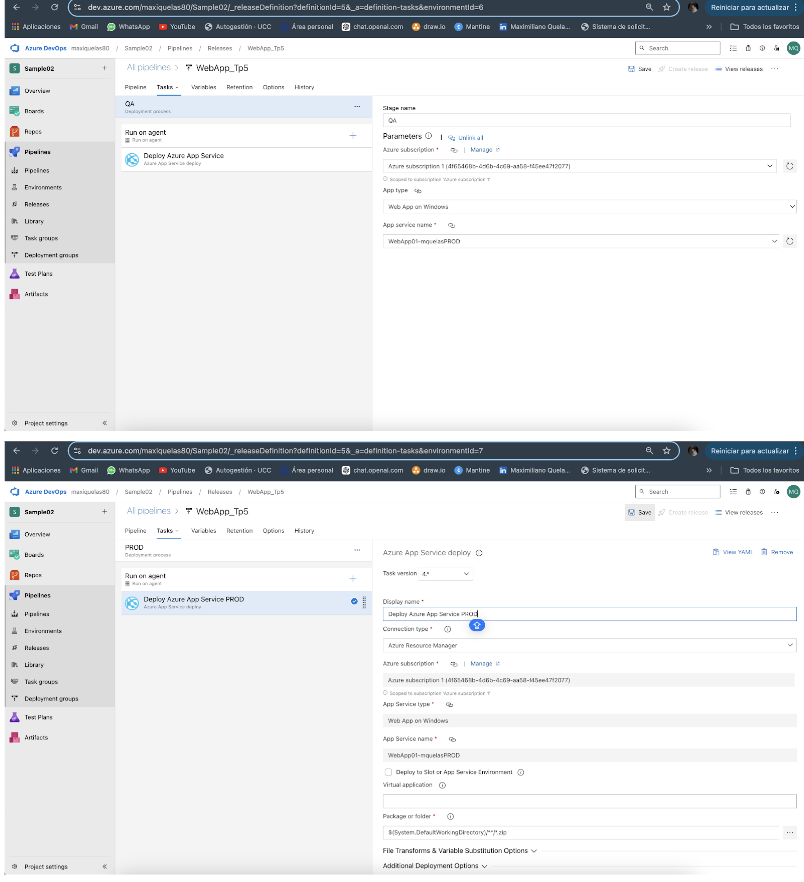 dev.azure.com/maxiquelas80/Sample02/_releaseDefinition?definitionId=5&_a=definition-tasks&environmentId=6
Reiniciar para actualizar
Aplicaciones Gmail WhatsApp YouTube Autogestión - UCC Área personal chat.openai.com draw.io Mantine Maximiliano Quela... Sistema de solicit... » Todos los favoritos
Azure DevOps maxiquelas80 / Sample02 / Pipelines / Releases / WebApp_Tp5
Search
MQ
S Sample02 +
Overview
Boards
Repos
Pipelines
Pipelines
Environments
Releases
Library
Task groups
Deployment groups
Test Plans
Artifacts
Project settings «
All pipelines > WebApp_Tp5
Save Create release View releases ...
Pipeline Tasks Variables Retention Options History
QA ...
Deployment process
Run on agent +
Run on agent
Deploy Azure App Service
Azure App Service deploy
Stage name
QA
Parameters | Unlink all
Azure subscription * | Manage
Azure subscription 1 (4f65468b-4d6b-4c69-aa58-f45ee47f2077)
Scoped to subscription 'Azure subscription 1'
App type
Web App on Windows
App service name *
WebApp01-mquelasPROD
dev.azure.com/maxiquelas80/Sample02/_releaseDefinition?definitionId=5&_a=definition-tasks&environmentId=7
Reiniciar para actualizar
Aplicaciones Gmail WhatsApp YouTube Autogestión - UCC Área personal chat.openai.com draw.io Mantine Maximiliano Quela... Sistema de solicit... » Todos los favoritos
Azure DevOps maxiquelas80 / Sample02 / Pipelines / Releases / WebApp_Tp5
Search
MQ
S Sample02 +
Overview
Boards
Repos
Pipelines
Pipelines
Environments
Releases
Library
Task groups
Deployment groups
Test Plans
Artifacts
Project settings «
All pipelines > WebApp_Tp5
Save Create release View releases ...
Pipeline Tasks Variables Retention Options History
PROD ...
Deployment process
Run on agent +
Run on agent
Deploy Azure App Service PROD
Azure App Service deploy
Azure App Service deploy
View YAML Remove
Task version 4.*
Display name *
Deploy Azure App Service PROD
Connection type *
Azure Resource Manager
Azure subscription * | Manage
Azure subscription 1 (4f65468b-4d6b-4c69-aa58-f45ee47f2077)
Scoped to subscription 'Azure subscription 1'
App Service type *
Web App on Windows
App Service name *
WebApp01-mquelasPROD
Deploy to Slot or App Service Environment
Virtual application
Package or folder *
$(System.DefaultWorkingDirectory)/**/*.zip
...
File Transforms & Variable Substitution Options
Additional Deployment Options